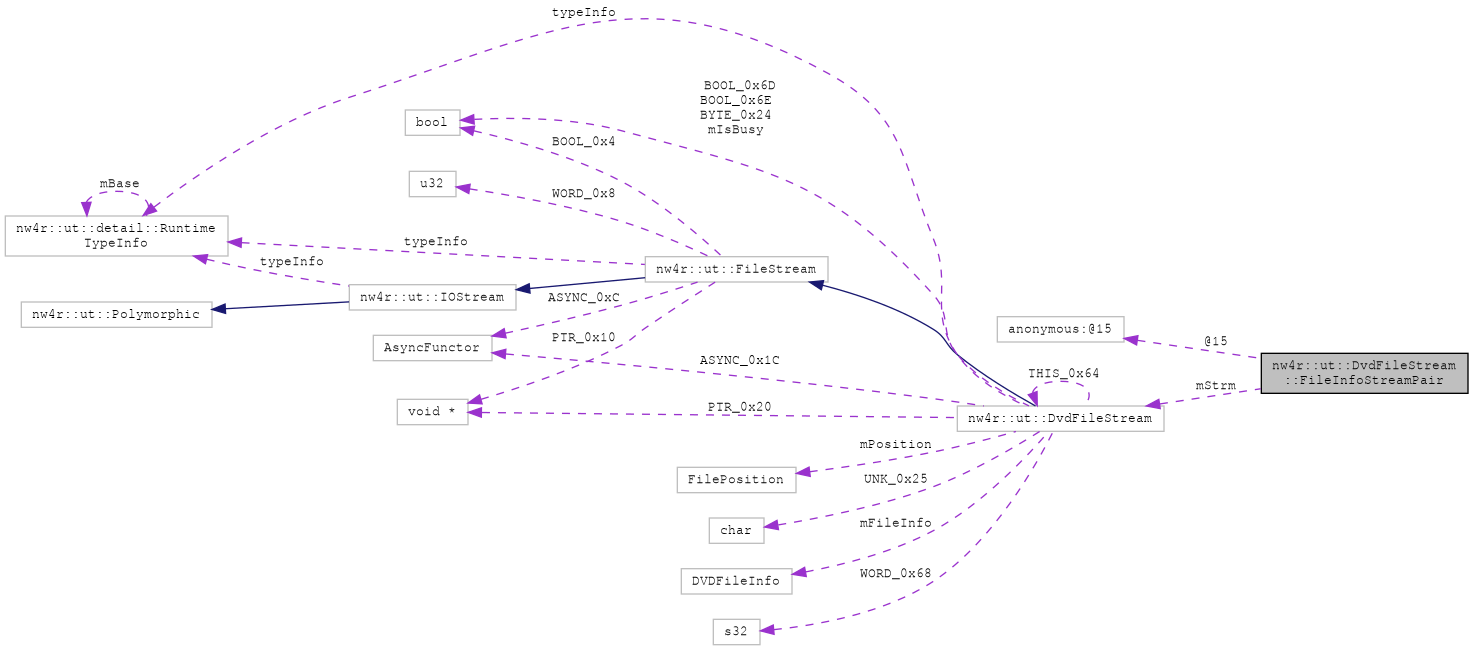 typeInfo
BOOL_0x6D
BOOL_0x6E
BYTE_0x24
mIsBusy
bool
BOOL_0x4
mBase
u32
WORD_0x8
nw4r::ut::detail::Runtime
TypeInfo
typeInfo
typeInfo
nw4r::ut::FileStream
nw4r::ut::IOStream
ASYNC_0xC
nw4r::ut::Polymorphic
anonymous:@15
PTR_0x10
@15
AsyncFunctor
ASYNC_0x1C
THIS_0x64
nw4r::ut::DvdFileStream
::FileInfoStreamPair
mStrm
void *
PTR_0x20
nw4r::ut::DvdFileStream
mPosition
FilePosition
UNK_0x25
char
mFileInfo
DVDFileInfo
WORD_0x68
s32